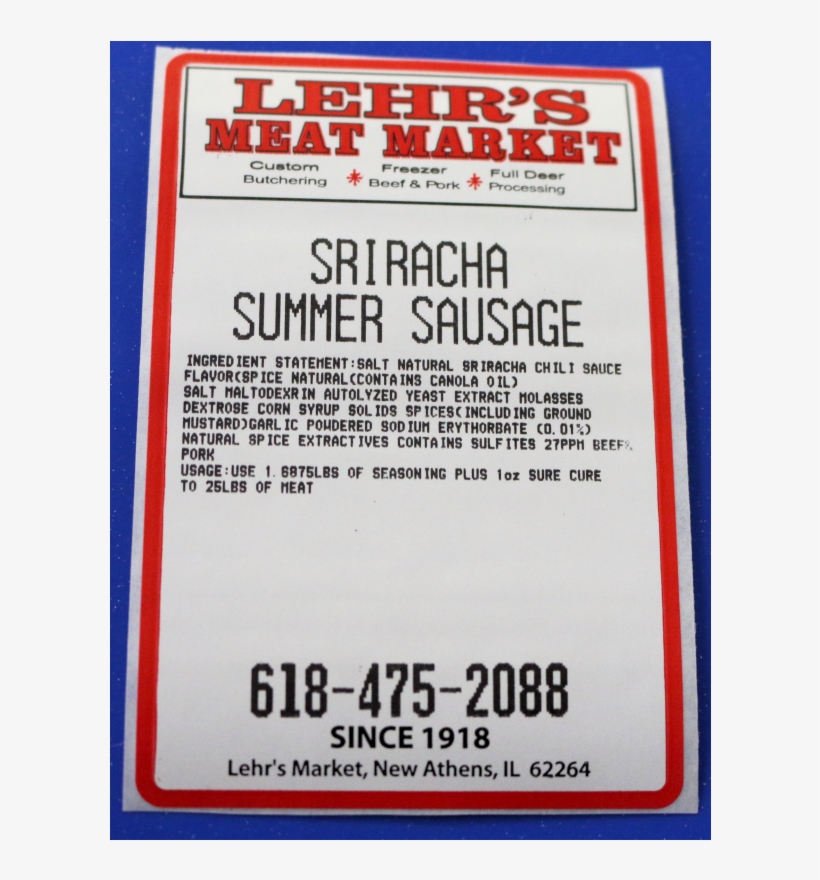 LEHR'S
MEAT MARKET
Custom Butchering * Freezer Beef & Pork * Full Deer Processing
SRIRACHA
SUMMER SAUSAGE
INGREDIENT STATEMENT:SALT NATURAL SRIRACHA CHILI SAUCE
FLAVOR(SPICE NATURAL(CONTAINS CANOLA OIL)
SALT MALTODEXRIN AUTOLYZED YEAST EXTRACT MOLASSES
DEXTROSE CORN SYRUP SOLIDS SPICES(INCLUDING GROUND
MUSTARD)GARLIC POWDERED SODIUM ERYTHORBATE (0.01%)
NATURAL SPICE EXTRACTIVES CONTAINS SULFITES 27PPM BEEF&
PORK
USAGE:USE 1.6875LBS OF SEASONING PLUS 1oz SURE CURE
TO 25LBS OF MEAT
618-475-2088
SINCE 1918
Lehr's Market, New Athens, IL 62264